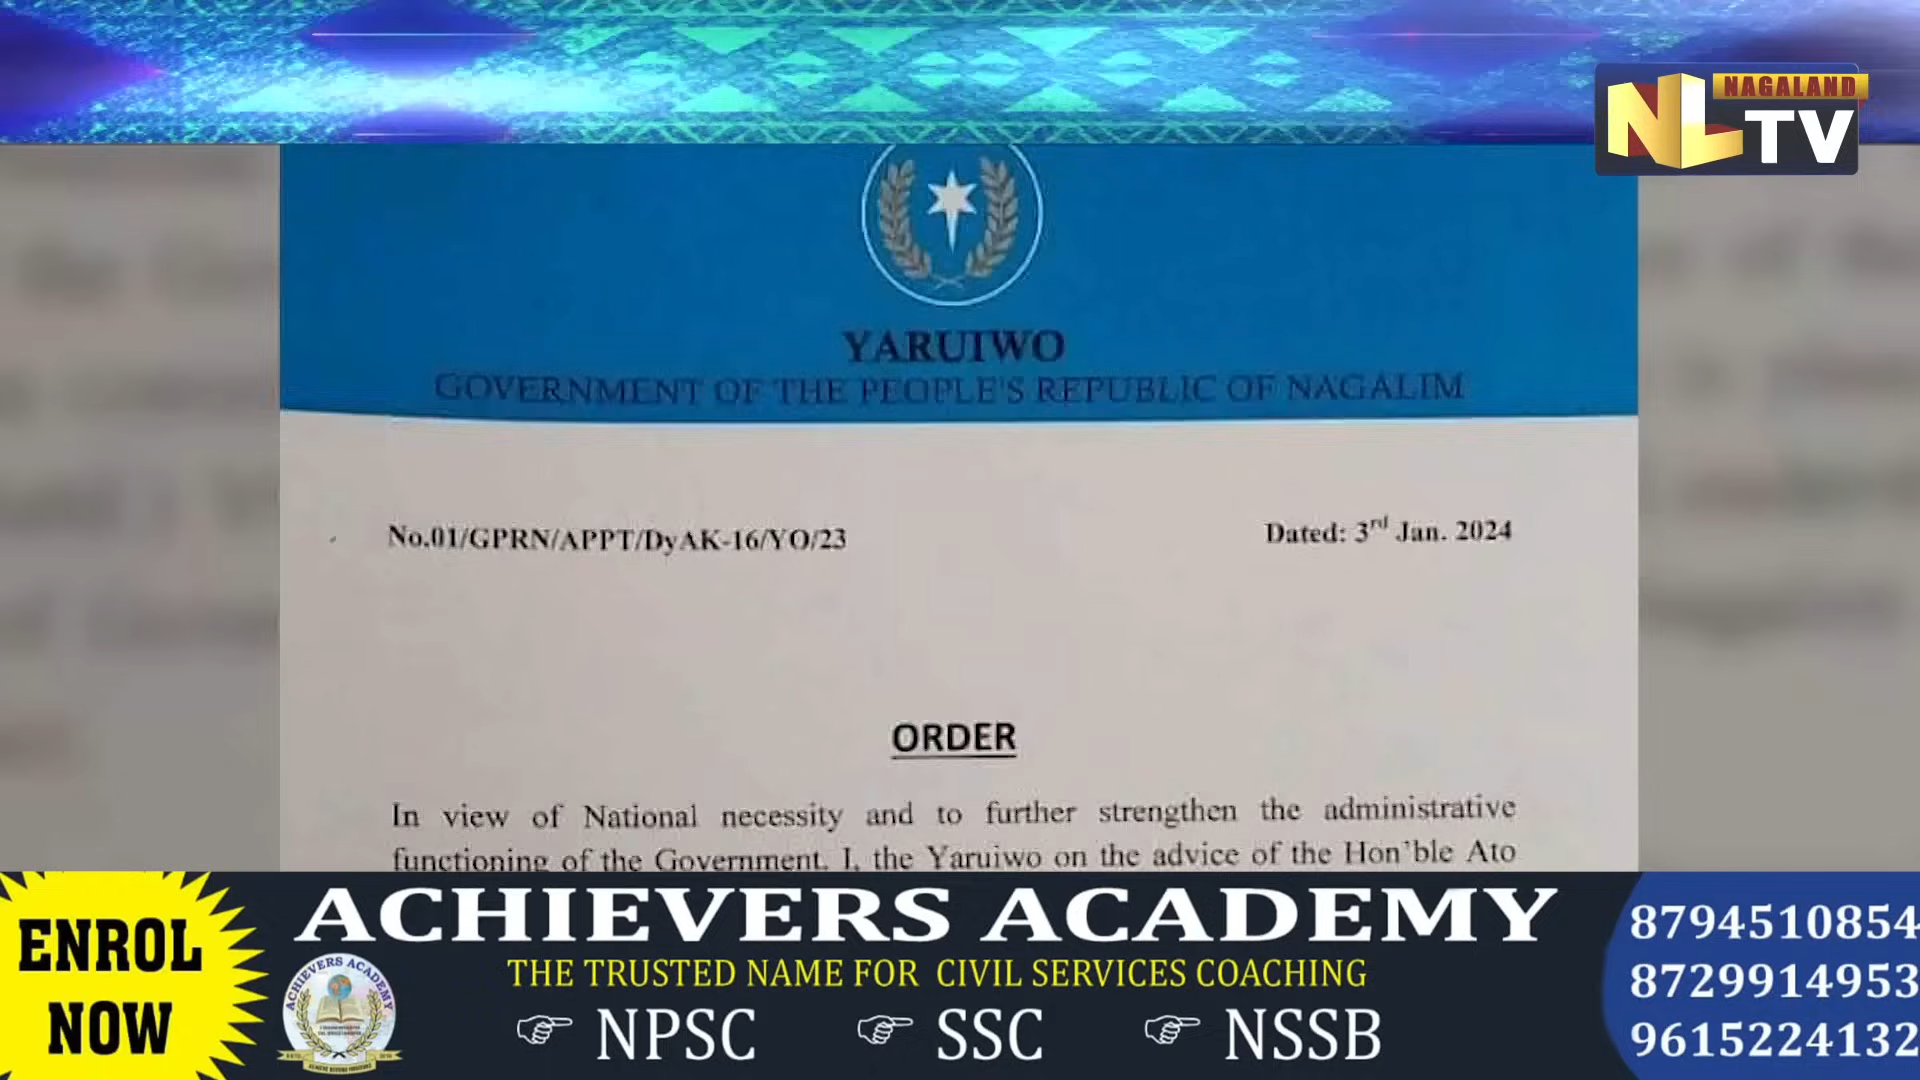 NAGALAND
NL TV
YARUIWO
GOVERNMENT OF THE PEOPLE'S REPUBLIC OF NAGALIM
No.01/GPRN/APPT/DyAK-16/YO/23
Dated: 3rd Jan. 2024
ORDER
In view of National necessity and to further strengthen the administrative
functioning of the Government, I, the Yaruiwo on the advice of the Hon'ble Ato
ENROL
NOW
ACHIEVERS ACADEMY
ACHIEVERS ACADEMY
THE TRUSTED NAME FOR CIVIL SERVICES COACHING
NPSC
SSC
NSSB
8794510854
8729914953
9615224132